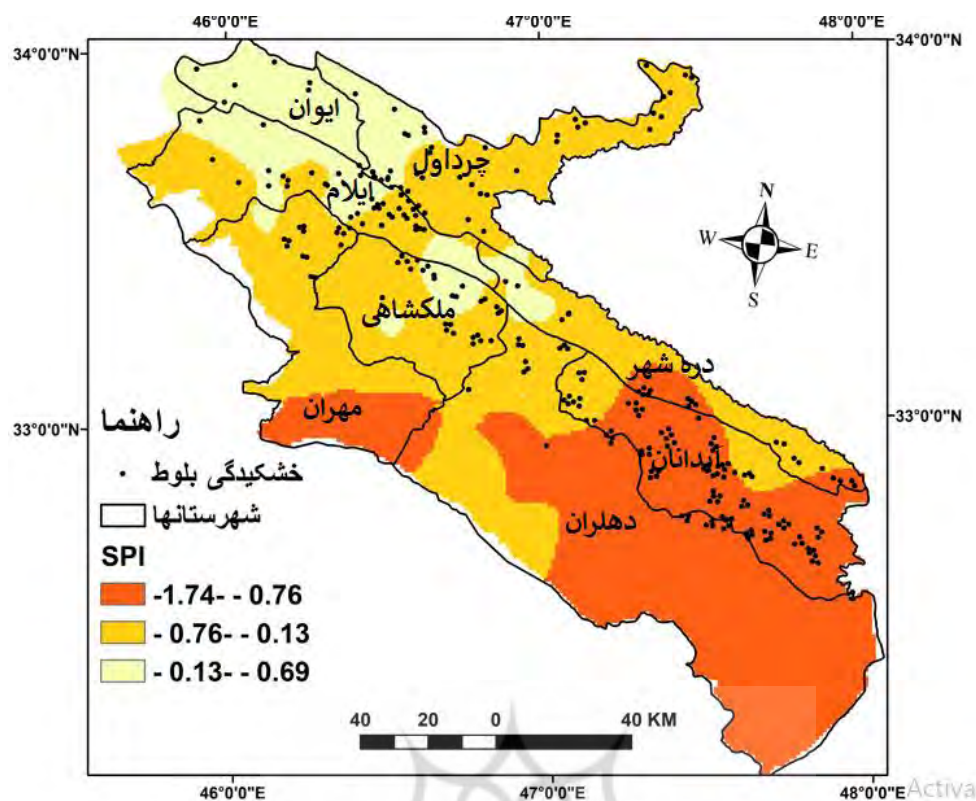 46°0'0"E 47°0'0"E 48°0'0"E
34°0'0"N 34°0'0"N
ایوان
چرداول
ایلام
N
W E
S
ملکشاهی
دره شهر
مهران
33°0'0"N 33°0'0"N
آبدانان
دهلران
راهنما
خشکیدگی بلوط
شهرستانها
SPI
-1.74- - 0.76
- 0.76- - 0.13
- 0.13- - 0.69
40 20 0 40 KM
46°0'0"E 47°0'0"E 48°0'0"E
Activa